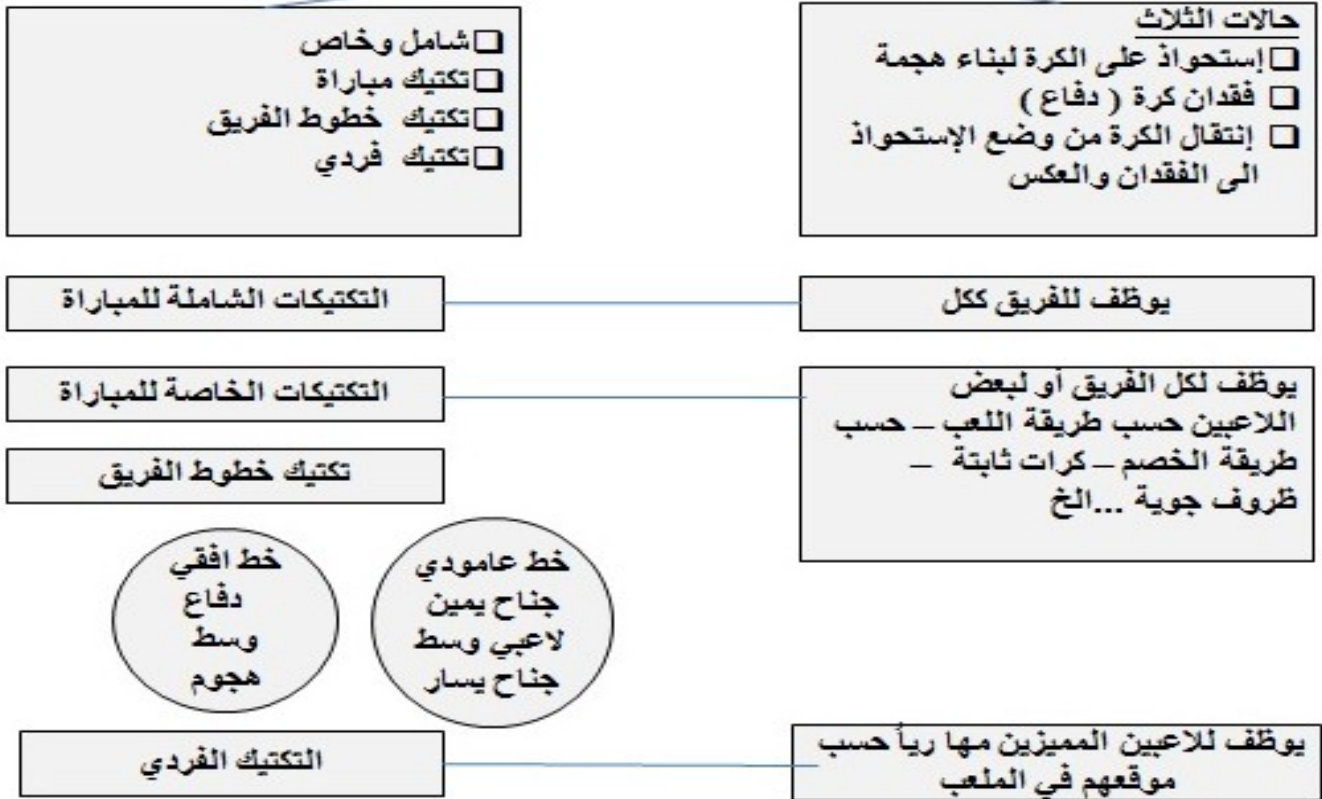 حالات الثلاث
❑إستحواذ على الكرة لبناء هجمة
❑ فقدان كرة ( دفاع )
❑ إنتقال الكرة من وضع الإستحواذ
الى الفقدان والعكس
❑شامل وخاص
❑تكتيك مباراة
❑تكتيك خطوط الفريق
❑تكتيك فردي
يوظف للفريق ككل
التكتيكات الشاملة للمباراة
يوظف لكل الفريق أو لبعض
اللاعبين حسب طريقة اللعب – حسب
طريقة الخصم – كرات ثابتة –
ظروف جوية ...الخ
التكتيكات الخاصة للمباراة
تكتيك خطوط الفريق
خط عامودي
جناح يمين
لاعبي وسط
جناح يسار
خط افقي
دفاع
وسط
هجوم
يوظف للاعبين المميزين مها رياً حسب
موقعهم في الملعب
التكتيك الفردي